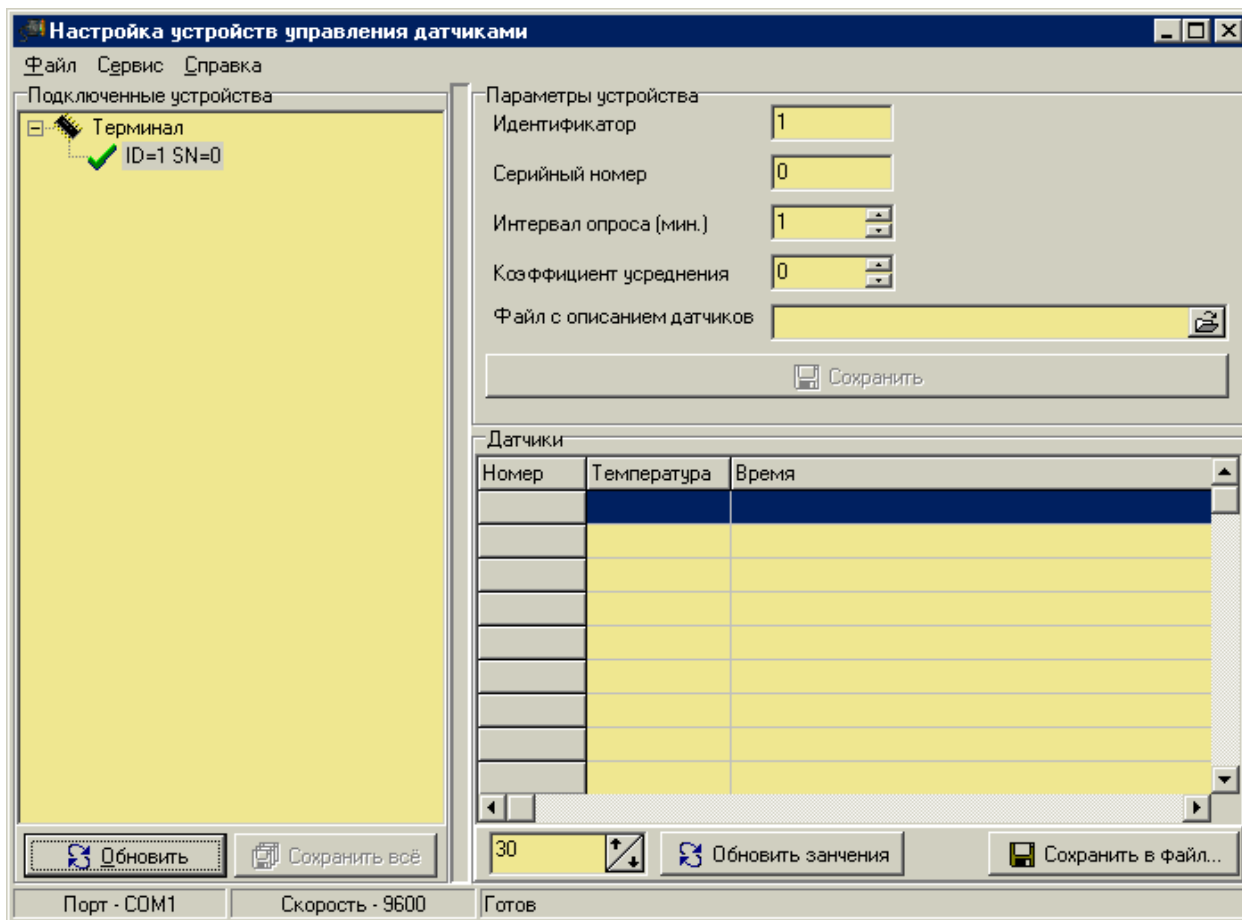 Настройка устройств управления датчиками
Файл Сервис Справка
Подключенные устройства
Терминал
ID=1 SN=0
Обновить
Сохранить всё
Параметры устройства
Идентификатор 1
Серийный номер 0
Интервал опроса (мин.) 1
Коэффициент усреднения 0
Файл с описанием датчиков
Сохранить
Датчики
Номер Температура Время
30
Обновить занчения
Сохранить в файл...
Порт - COM1 Скорость - 9600 Готов